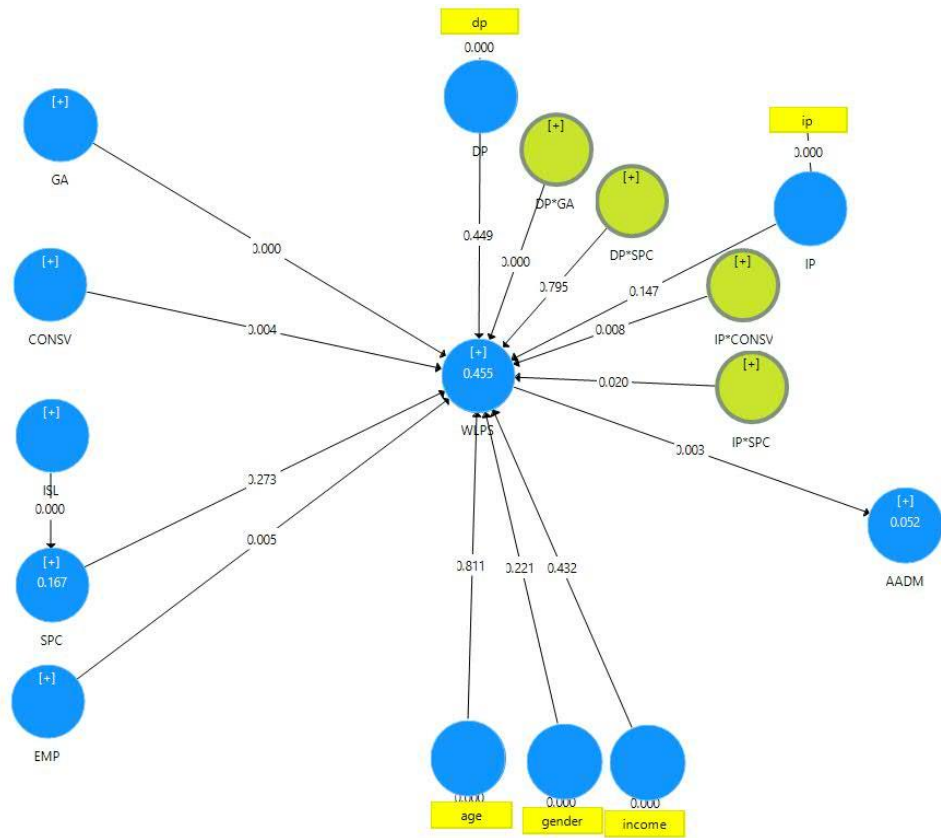 dp
0.000
[+]
DP
[+]
GA
ip
0.000
IP
[+]
DP*GA
[+]
DP*SPC
0.449
0.000
0.795
0.147
0.000
[+]
CONSV
0.004
[+]
IP*CONSV
0.008
[+]
0.455
WLPS
[+]
IP*SPC
0.020
[+]
ISL
0.000
0.273
0.003
[+]
0.052
AADM
[+]
0.167
SPC
0.005
0.811
0.221
0.432
[+]
EMP
0.000
0.000
0.000
age
gender
income